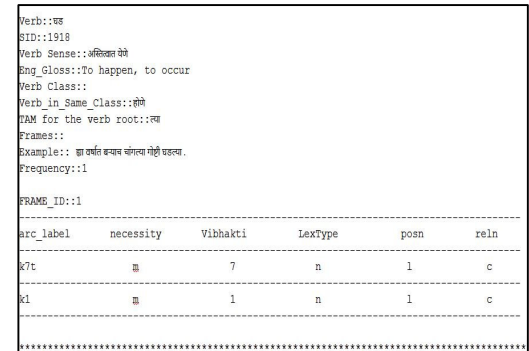 Verb::घड
SID::1918
Verb Sense::अस्तित्वात येणे
Eng_Gloss::To happen, to occur
Verb Class::
Verb_in_Same_Class::होणे
TAM for the verb root::ल्या
Frames::
Example:: ह्या वर्षात बऱ्याच चांगल्या गोष्टी घडल्या.
Frequency::1
FRAME_ID::1
arc_label necessity Vibhakti LexType posn reln
k7t m 7 n l c
k1 m 1 n l c